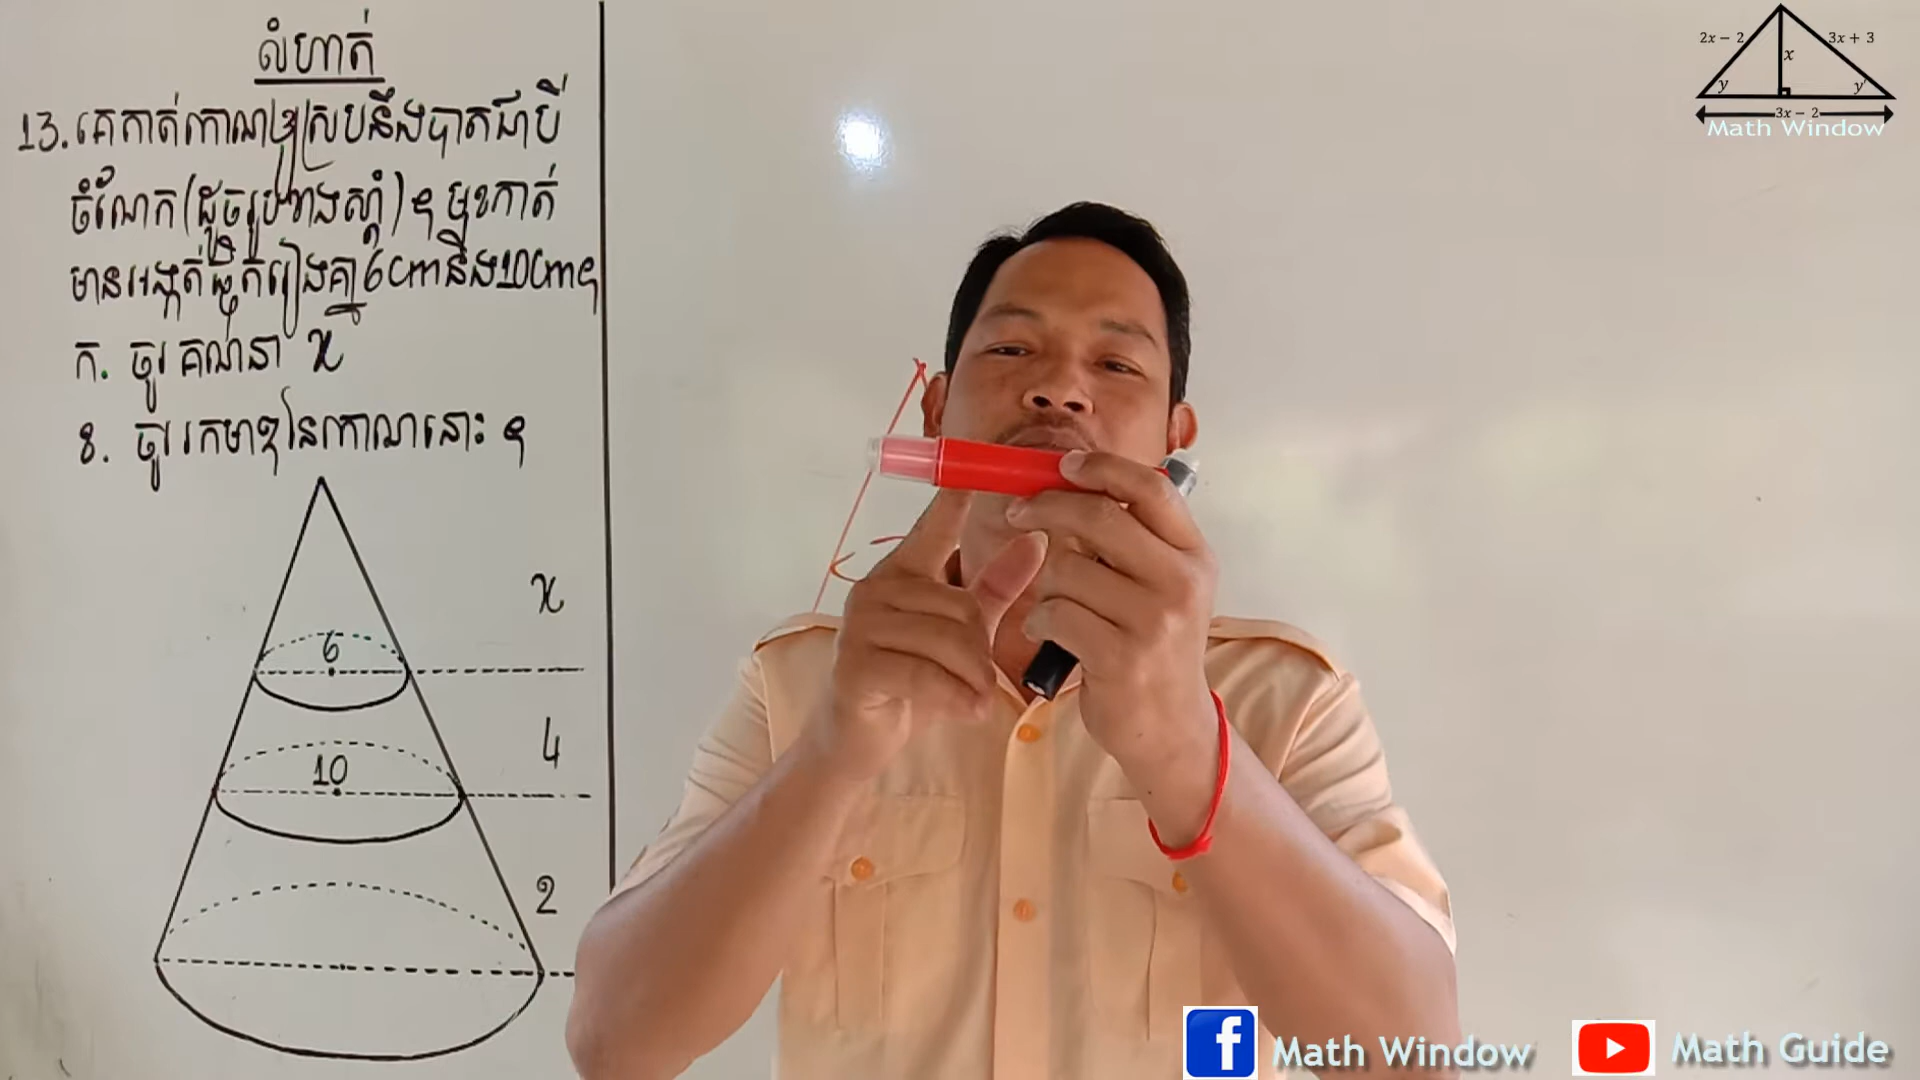 លំហាត់
13. គេកាត់កោណឲ្យស្របនឹងបាតជាបី
ចំណែក(ដូចរូបខាងស្ដាំ)។ មុខកាត់
មានអង្កត់ផ្ចិតរៀងគ្នា 6cm និង 10cm ។
ក. ចូរគណនា x
ខ. ចូររកមាឌនៃកោណនោះ ។
x
6
4
10
2
2x − 2
3x + 3
x
y
y
3x − 2
Math Window
Math Window
Math Guide